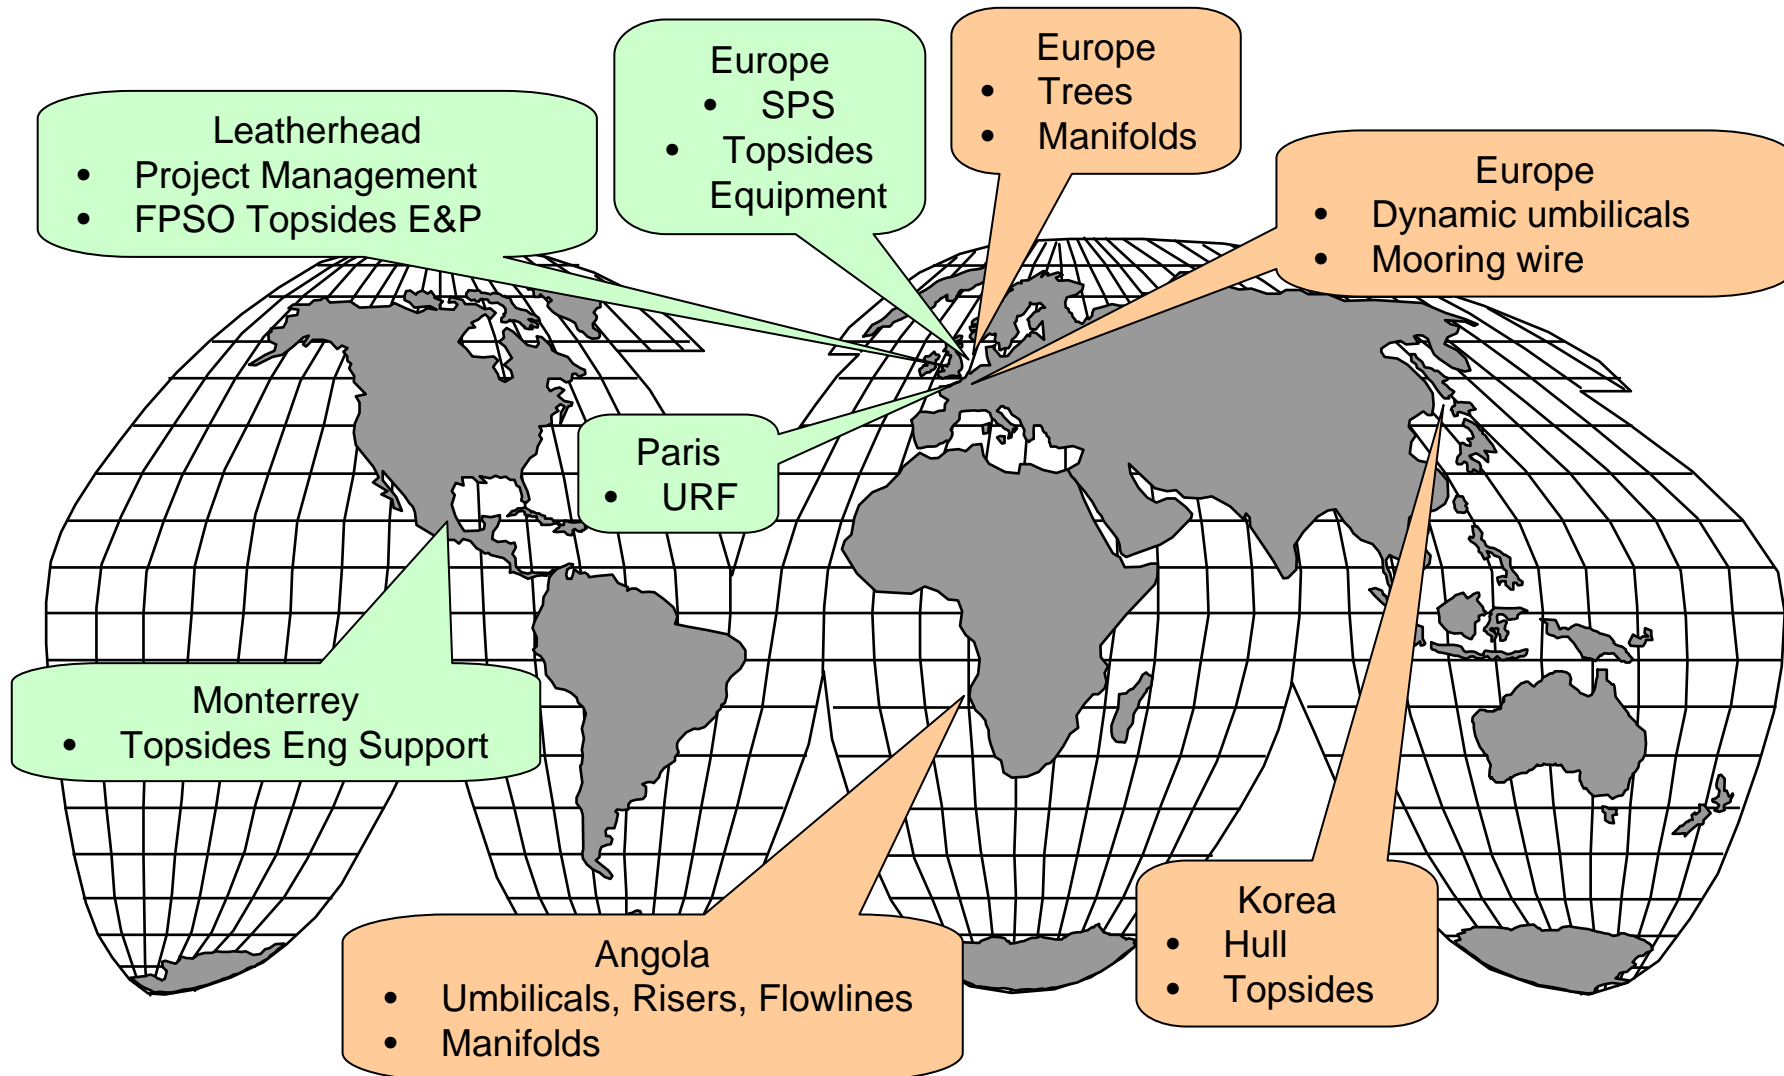 Europe
• SPS
• Topsides
Equipment
Europe
• Trees
• Manifolds
Leatherhead
• Project Management
• FPSO Topsides E&P
Europe
• Dynamic umbilicals
• Mooring wire
Paris
• URF
Monterrey
• Topsides Eng Support
Angola
• Umbilicals, Risers, Flowlines
• Manifolds
Korea
• Hull
• Topsides